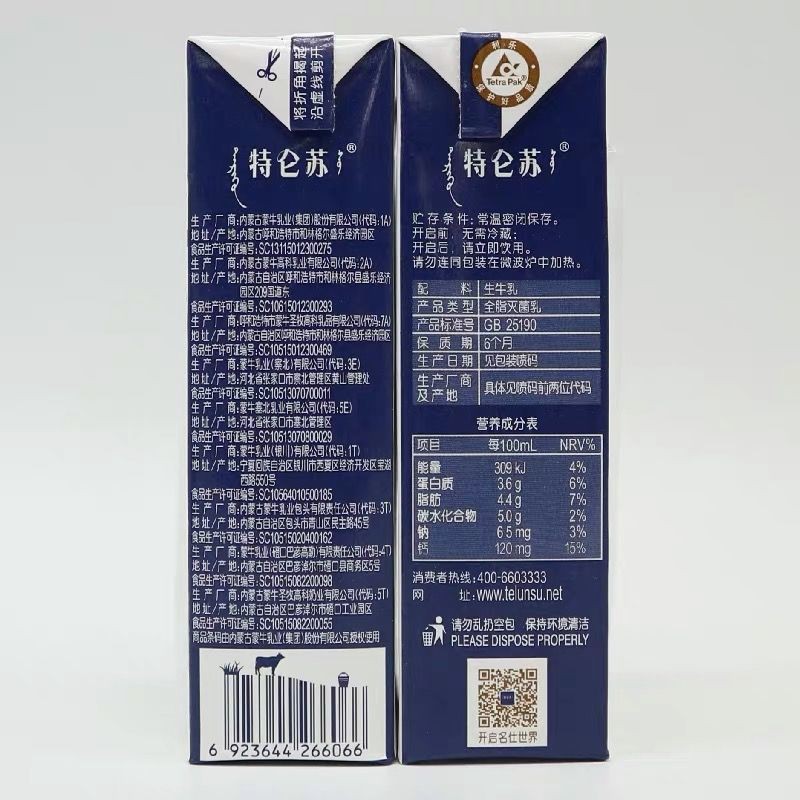 将折角揭起
沿虚线剪开
特仑苏®
生产厂商:内蒙古蒙牛乳业(集团)股份有限公司(代码:1A)
地址/产地:内蒙古呼和浩特市和林格尔盛乐经济园区
食品生产许可证编号:SC13115012300275
生产厂商:内蒙古蒙牛高科乳业有限公司(代码:2A)
地址/产地:内蒙古自治区呼和浩特市和林格尔县盛乐经济
园区209国道东
食品生产许可证编号:SC10615012300293
生产厂商:呼和浩特市蒙牛圣牧高科乳品有限公司(代码:7A)
地址/产地:内蒙古自治区呼和浩特市和林格尔县盛乐经济园区
食品生产许可证编号:SC10515012300469
生产厂商:蒙牛乳业(察北)有限公司(代码:3E)
地址/产地:河北省张家口市察北管理区黄山管理处
食品生产许可证编号:SC10513070700011
生产厂商:蒙牛塞北乳业有限公司(代码:5E)
地址/产地:河北省张家口市塞北管理区
食品生产许可证编号:SC10513070800029
生产厂商:蒙牛乳业(银川)有限公司(代码:1T)
地址/产地:宁夏回族自治区银川市西夏区经济开发区宝湖
西路550号
食品生产许可证编号:SC10564010500185
生产厂商:内蒙古蒙牛乳业包头有限责任公司(代码:3T)
地址/产地:内蒙古自治区包头市青山区民主路45号
食品生产许可证编号:SC10515020400162
生产厂商:蒙牛乳业(磴口巴彦高勒)有限责任公司(代码:4T)
地址/产地:内蒙古自治区巴彦淖尔市磴口县商务区5号
食品生产许可证编号:SC10515082200098
生产厂商:内蒙古蒙牛圣牧高科奶业有限公司(代码:5T)
地址/产地:内蒙古自治区巴彦淖尔市磴口工业园区
食品生产许可证编号:SC10515082200055
商品条码由内蒙古蒙牛乳业(集团)股份有限公司授权使用
6 923644 266066
利乐
Tetra Pak®
保护好品质
特仑苏®
贮存条件:常温密闭保存。
开启前,无需冷藏;
开启后,请立即饮用。
请勿连同包装在微波炉中加热。
配料 生牛乳
产品类型 全脂灭菌乳
产品标准号 GB 25190
保质期 6个月
生产日期 见包装喷码
生产厂商及产地 具体见喷码前两位代码
营养成分表
项目 每100mL NRV%
能量 309 kJ 4%
蛋白质 3.6 g 6%
脂肪 4.4 g 7%
碳水化合物 5.0 g 2%
钠 65 mg 3%
钙 120 mg 15%
消费者热线:400-6603333
网址:www.telunsu.net
请勿乱扔空包 保持环境清洁
PLEASE DISPOSE PROPERLY
开启名仕世界